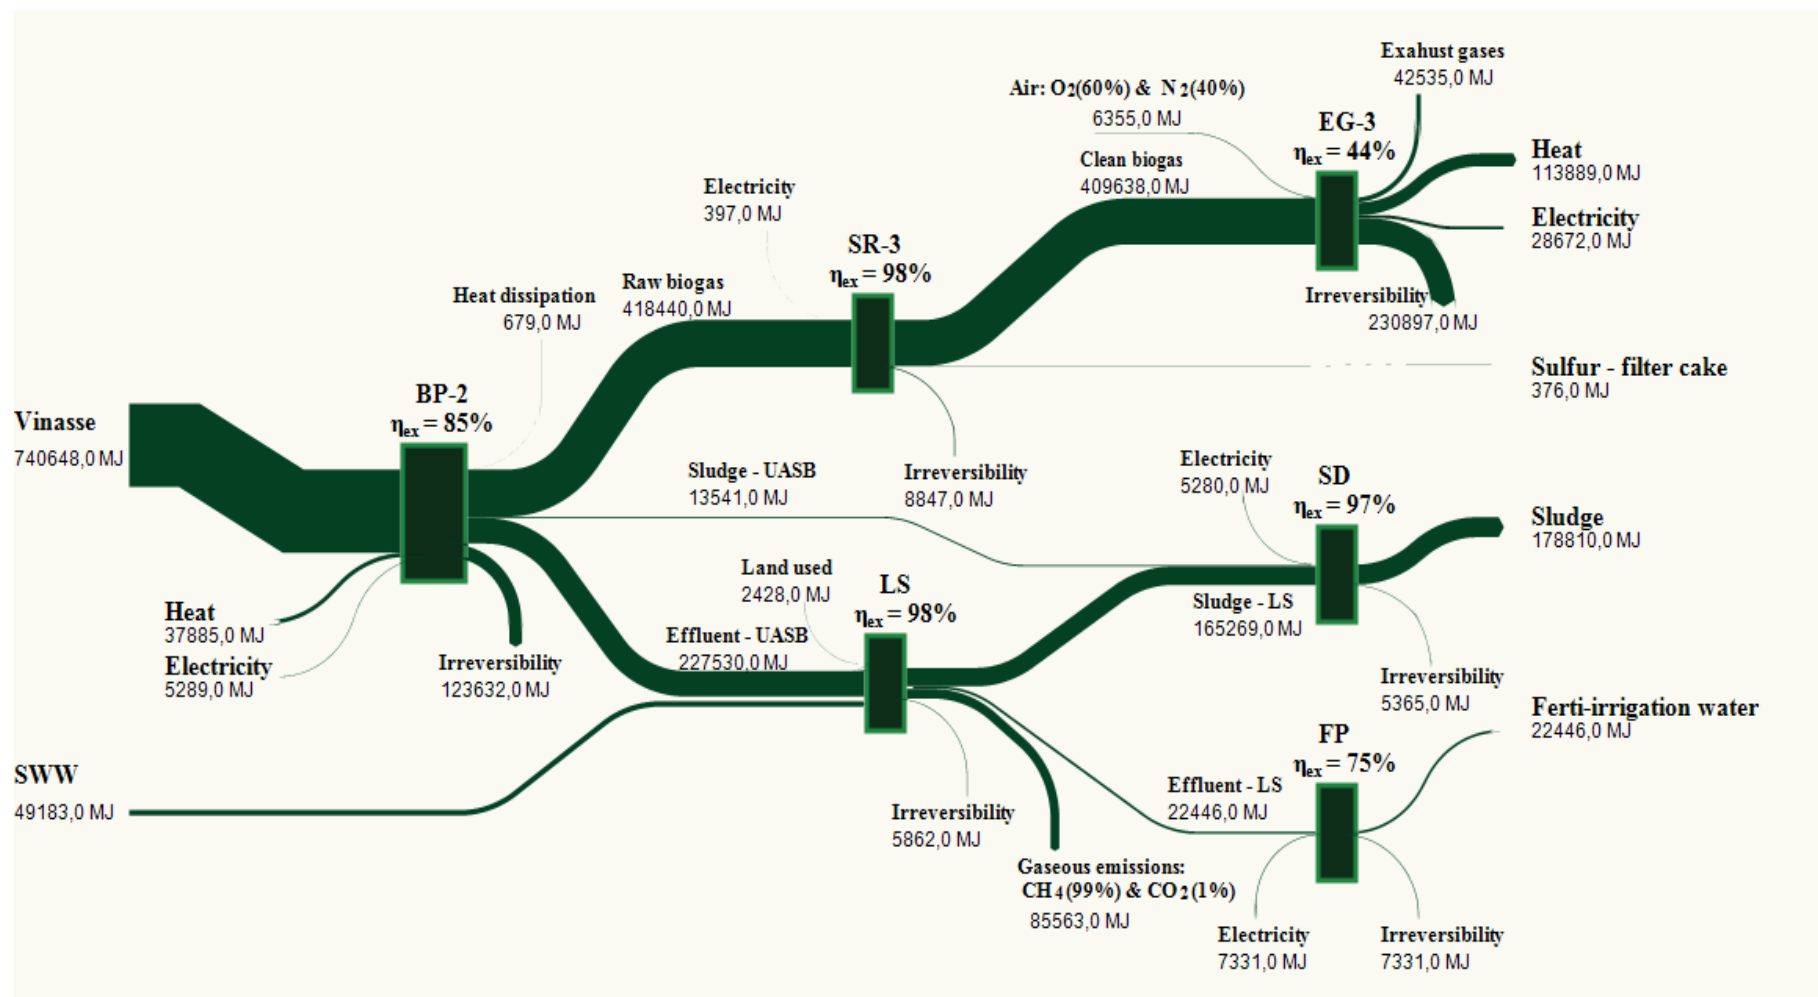 Exahust gases
42535,0 MJ
Air: O2(60%) & N2(40%)
6355,0 MJ
EG-3
ηex = 44%
Heat
113889,0 MJ
Clean biogas
409638,0 MJ
Electricity
397,0 MJ
Electricity
28672,0 MJ
SR-3
ηex = 98%
Raw biogas
418440,0 MJ
Heat dissipation
679,0 MJ
Irreversibility
230897,0 MJ
Sulfur - filter cake
376,0 MJ
BP-2
ηex = 85%
Vinasse
740648,0 MJ
Sludge - UASB
13541,0 MJ
Irreversibility
8847,0 MJ
Electricity
5280,0 MJ
SD
ηex = 97%
Sludge
178810,0 MJ
Land used
2428,0 MJ
LS
ηex = 98%
Heat
37885,0 MJ
Electricity
5289,0 MJ
Irreversibility
123632,0 MJ
Effluent - UASB
227530,0 MJ
Sludge - LS
165269,0 MJ
Irreversibility
5365,0 MJ
Ferti-irrigation water
22446,0 MJ
FP
ηex = 75%
SWW
49183,0 MJ
Effluent - LS
22446,0 MJ
Irreversibility
5862,0 MJ
Gaseous emissions:
CH4(99%) & CO2(1%)
85563,0 MJ
Electricity
7331,0 MJ
Irreversibility
7331,0 MJ